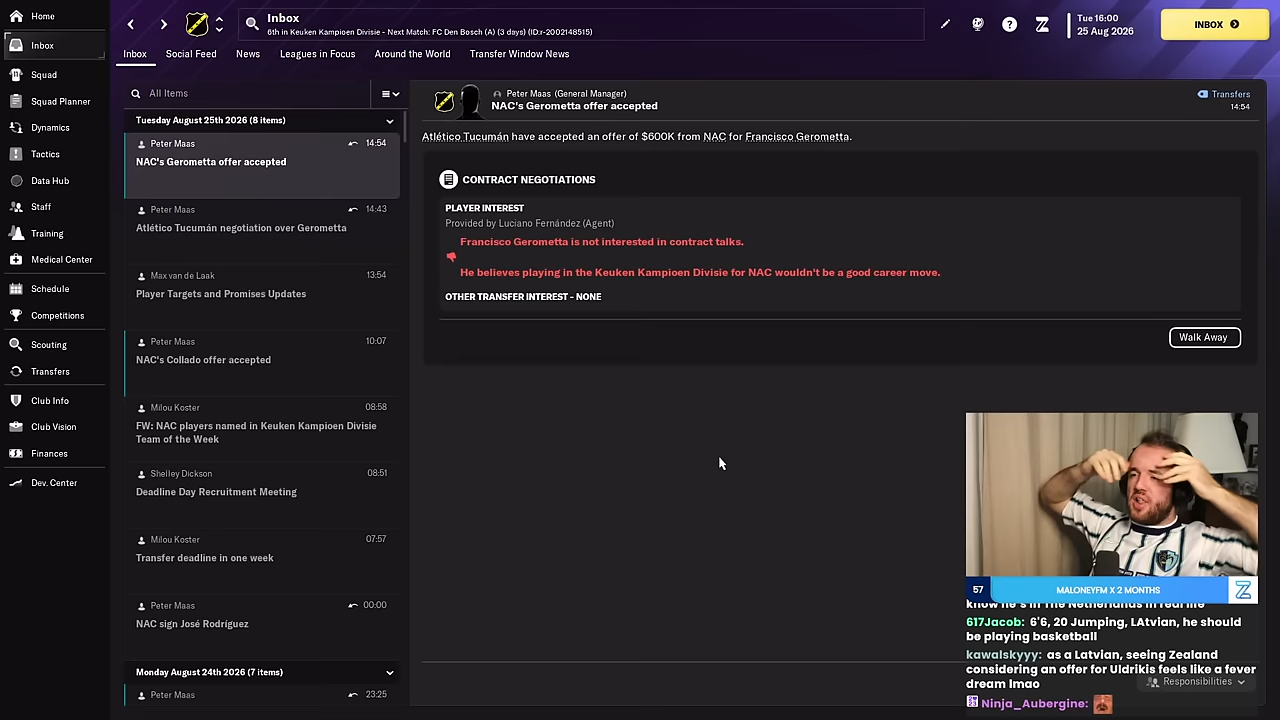 Home
Inbox
Squad
Squad Planner
Dynamics
Tactics
Data Hub
Staff
Training
Medical Center
Schedule
Competitions
Scouting
Transfers
Club Info
Club Vision
Finances
Dev. Center
Inbox
6th in Keuken Kampioen Divisie - Next Match: FC Den Bosch (A) (3 days) (ID:r-2002148515)
Tue 16:00
25 Aug 2026
INBOX
Inbox
Social Feed
News
Leagues in Focus
Around the World
Transfer Window News
All Items
Tuesday August 25th 2026 (8 items)
Peter Maas 14:54
NAC's Gerometta offer accepted
Peter Maas 14:43
Atlético Tucumán negotiation over Gerometta
Max van de Laak 13:54
Player Targets and Promises Updates
Peter Maas 10:07
NAC's Collado offer accepted
Milou Koster 08:58
FW: NAC players named in Keuken Kampioen Divisie
Team of the Week
Shelley Dickson 08:51
Deadline Day Recruitment Meeting
Milou Koster 07:57
Transfer deadline in one week
Peter Maas 00:00
NAC sign José Rodríguez
Monday August 24th 2026 (7 items)
Peter Maas 23:25
Peter Maas (General Manager)
NAC's Gerometta offer accepted
Transfers
14:54
Atlético Tucumán have accepted an offer of $600K from NAC for Francisco Gerometta.
CONTRACT NEGOTIATIONS
PLAYER INTEREST
Provided by Luciano Fernández (Agent)
Francisco Gerometta is not interested in contract talks.
He believes playing in the Keuken Kampioen Divisie for NAC wouldn't be a good career move.
OTHER TRANSFER INTEREST - NONE
Walk Away
57 MALONEYFM X 2 MONTHS
know he's in The Netherlands in real life
617Jacob: 6'6, 20 Jumping, LAtvian, he should
be playing basketball
kawalskyyy: as a Latvian, seeing Zealand
considering an offer for Uldrikis feels like a fever
dream lmao
Responsibilities
Ninja_Aubergine: